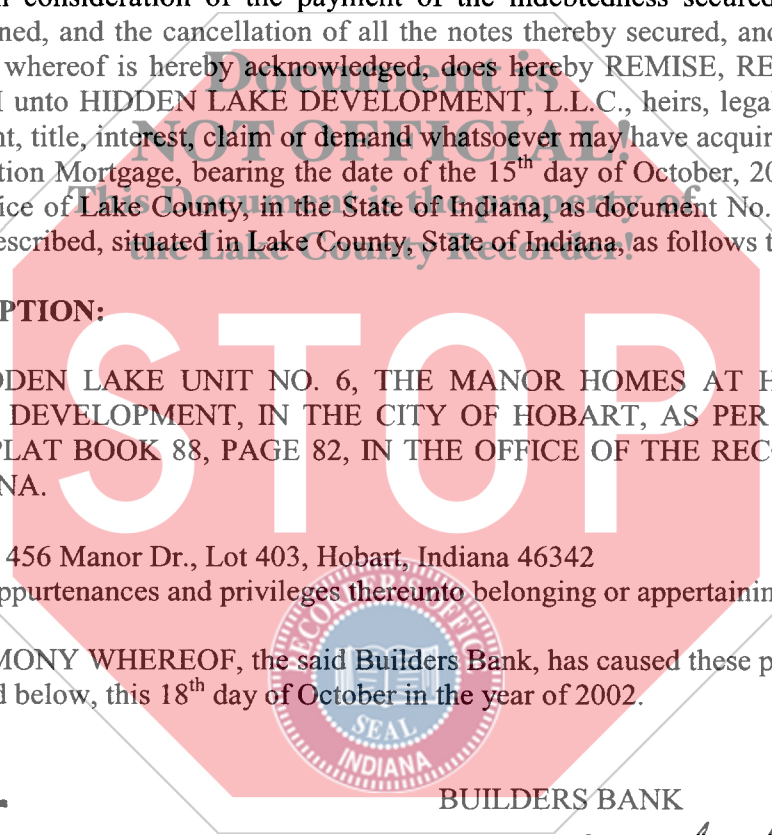 consideration of the payment of the indebtedness secured
ned, and the cancellation of all the notes thereby secured, and
Document is
whereof is hereby acknowledged, does hereby REMISE, RE
unto HIDDEN LAKE DEVELOPMENT, L.L.C., heirs, legal
NOT OFFICIAL!
nt, title, interest, claim or demand whatsoever may have acquir
tion Mortgage, bearing the date of the 15th day of October, 20
This Document is the property of
ice of Lake County, in the State of Indiana, as document No.
the Lake County Recorder!
escribed, situated in Lake County, State of Indiana, as follows t
PTION:
STOP
DDEN LAKE UNIT NO. 6, THE MANOR HOMES AT H
DEVELOPMENT, IN THE CITY OF HOBART, AS PER
PLAT BOOK 88, PAGE 82, IN THE OFFICE OF THE REC
NA.
456 Manor Dr., Lot 403, Hobart, Indiana 46342
appurtenances and privileges thereunto belonging or appertainin
RECORDER'S OFFICE
MONY WHEREOF, the said Builders Bank, has caused these p
d below, this 18th day of October in the year of 2002.
SEAL
INDIANA
BUILDERS BANK